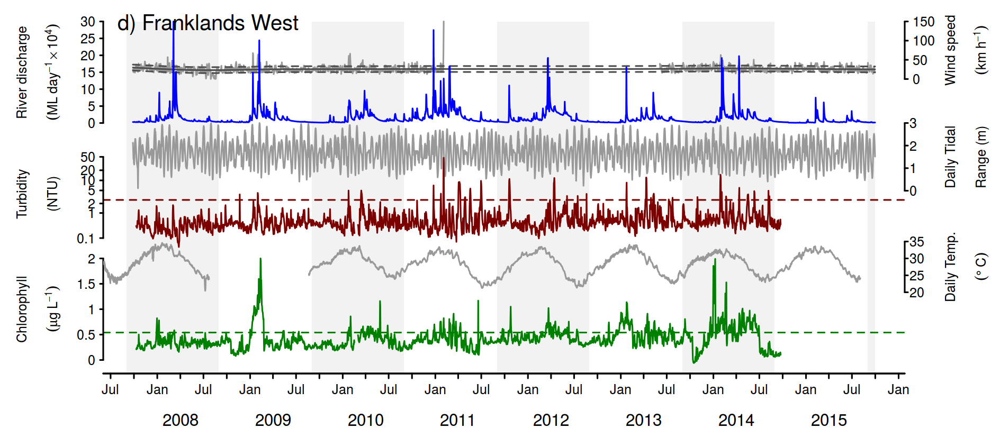 d) Franklands West
River discharge
(ML day⁻¹ × 10⁴)
30
25
20
15
10
5
0
Wind speed
(km h⁻¹)
150
100
50
0
Daily Tidal
Range (m)
3
2
1
0
Turbidity
(NTU)
50
20
10
5
2
1
0.1
Daily Temp.
(° C)
35
30
25
20
Chlorophyll
(μg L⁻¹)
2
1.5
1
0.5
0
Jul Jan Jul Jan Jul Jan Jul Jan Jul Jan Jul Jan Jul Jan Jul Jan Jul Jan
2008 2009 2010 2011 2012 2013 2014 2015